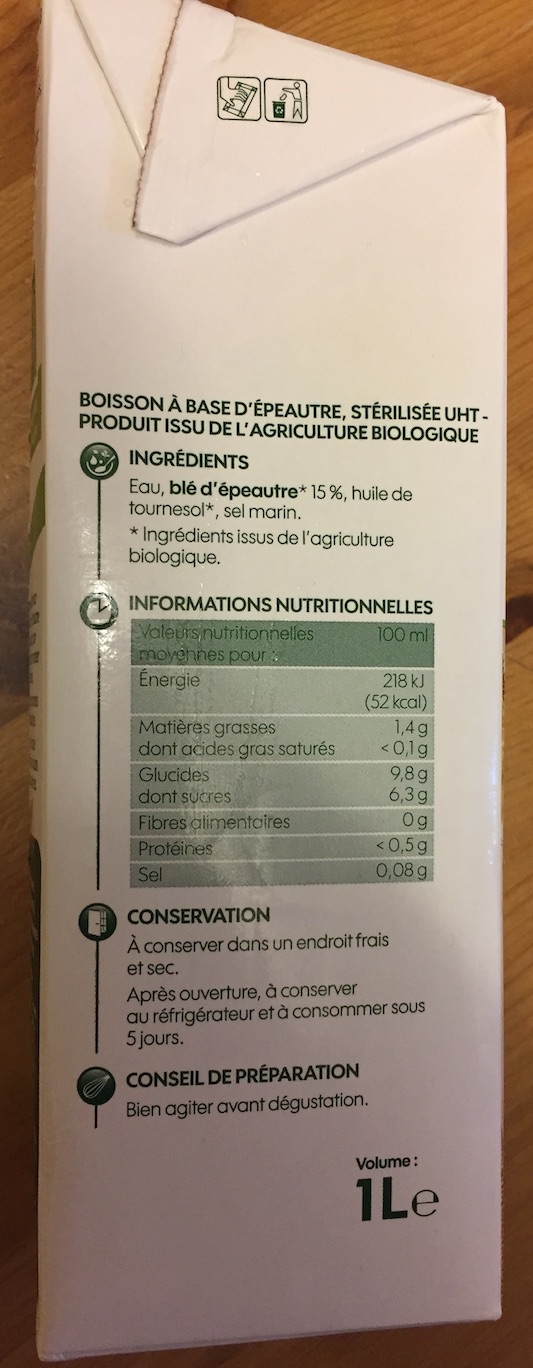 BOISSON À BASE D'ÉPEAUTRE, STÉRILISÉE UHT -
PRODUIT ISSU DE L'AGRICULTURE BIOLOGIQUE
INGRÉDIENTS
Eau, blé d'épeautre* 15 %, huile de
tournesol*, sel marin.
* Ingrédients issus de l'agriculture
biologique.
INFORMATIONS NUTRITIONNELLES
Valeurs nutritionnelles 100 ml
moyennes pour :
Énergie 218 kJ
(52 kcal)
Matières grasses 1,4 g
dont acides gras saturés < 0,1 g
Glucides 9,8 g
dont sucres 6,3 g
Fibres alimentaires 0 g
Protéines < 0,5 g
Sel 0,08 g
CONSERVATION
À conserver dans un endroit frais
et sec.
Après ouverture, à conserver
au réfrigérateur et à consommer sous
5 jours.
CONSEIL DE PRÉPARATION
Bien agiter avant dégustation.
Volume :
1L e